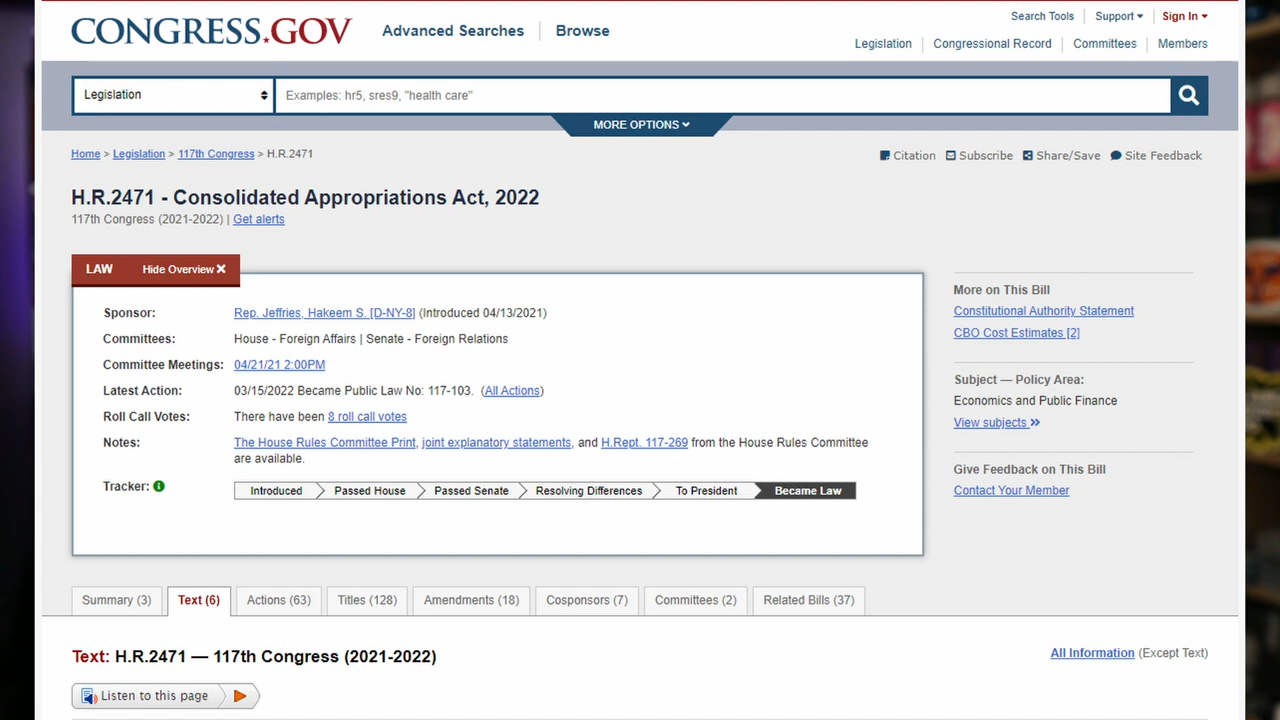 CONGRESS.GOV
Advanced Searches
Browse
Search Tools
Support
Sign In
Legislation
Congressional Record
Committees
Members
Legislation
Examples: hr5, sres9, "health care"
MORE OPTIONS
Home > Legislation > 117th Congress > H.R.2471
Citation
Subscribe
Share/Save
Site Feedback
H.R.2471 - Consolidated Appropriations Act, 2022
117th Congress (2021-2022) | Get alerts
LAW
Hide Overview
Sponsor: Rep. Jeffries, Hakeem S. [D-NY-8] (Introduced 04/13/2021)
Committees: House - Foreign Affairs | Senate - Foreign Relations
Committee Meetings: 04/21/21 2:00PM
Latest Action: 03/15/2022 Became Public Law No: 117-103. (All Actions)
Roll Call Votes: There have been 8 roll call votes
Notes: The House Rules Committee Print, joint explanatory statements, and H.Rept. 117-269 from the House Rules Committee
are available.
Tracker: Introduced Passed House Passed Senate Resolving Differences To President Became Law
More on This Bill
Constitutional Authority Statement
CBO Cost Estimates [2]
Subject — Policy Area:
Economics and Public Finance
View subjects
Give Feedback on This Bill
Contact Your Member
Summary (3)
Text (6)
Actions (63)
Titles (128)
Amendments (18)
Cosponsors (7)
Committees (2)
Related Bills (37)
Text: H.R.2471 — 117th Congress (2021-2022)
All Information (Except Text)
Listen to this page